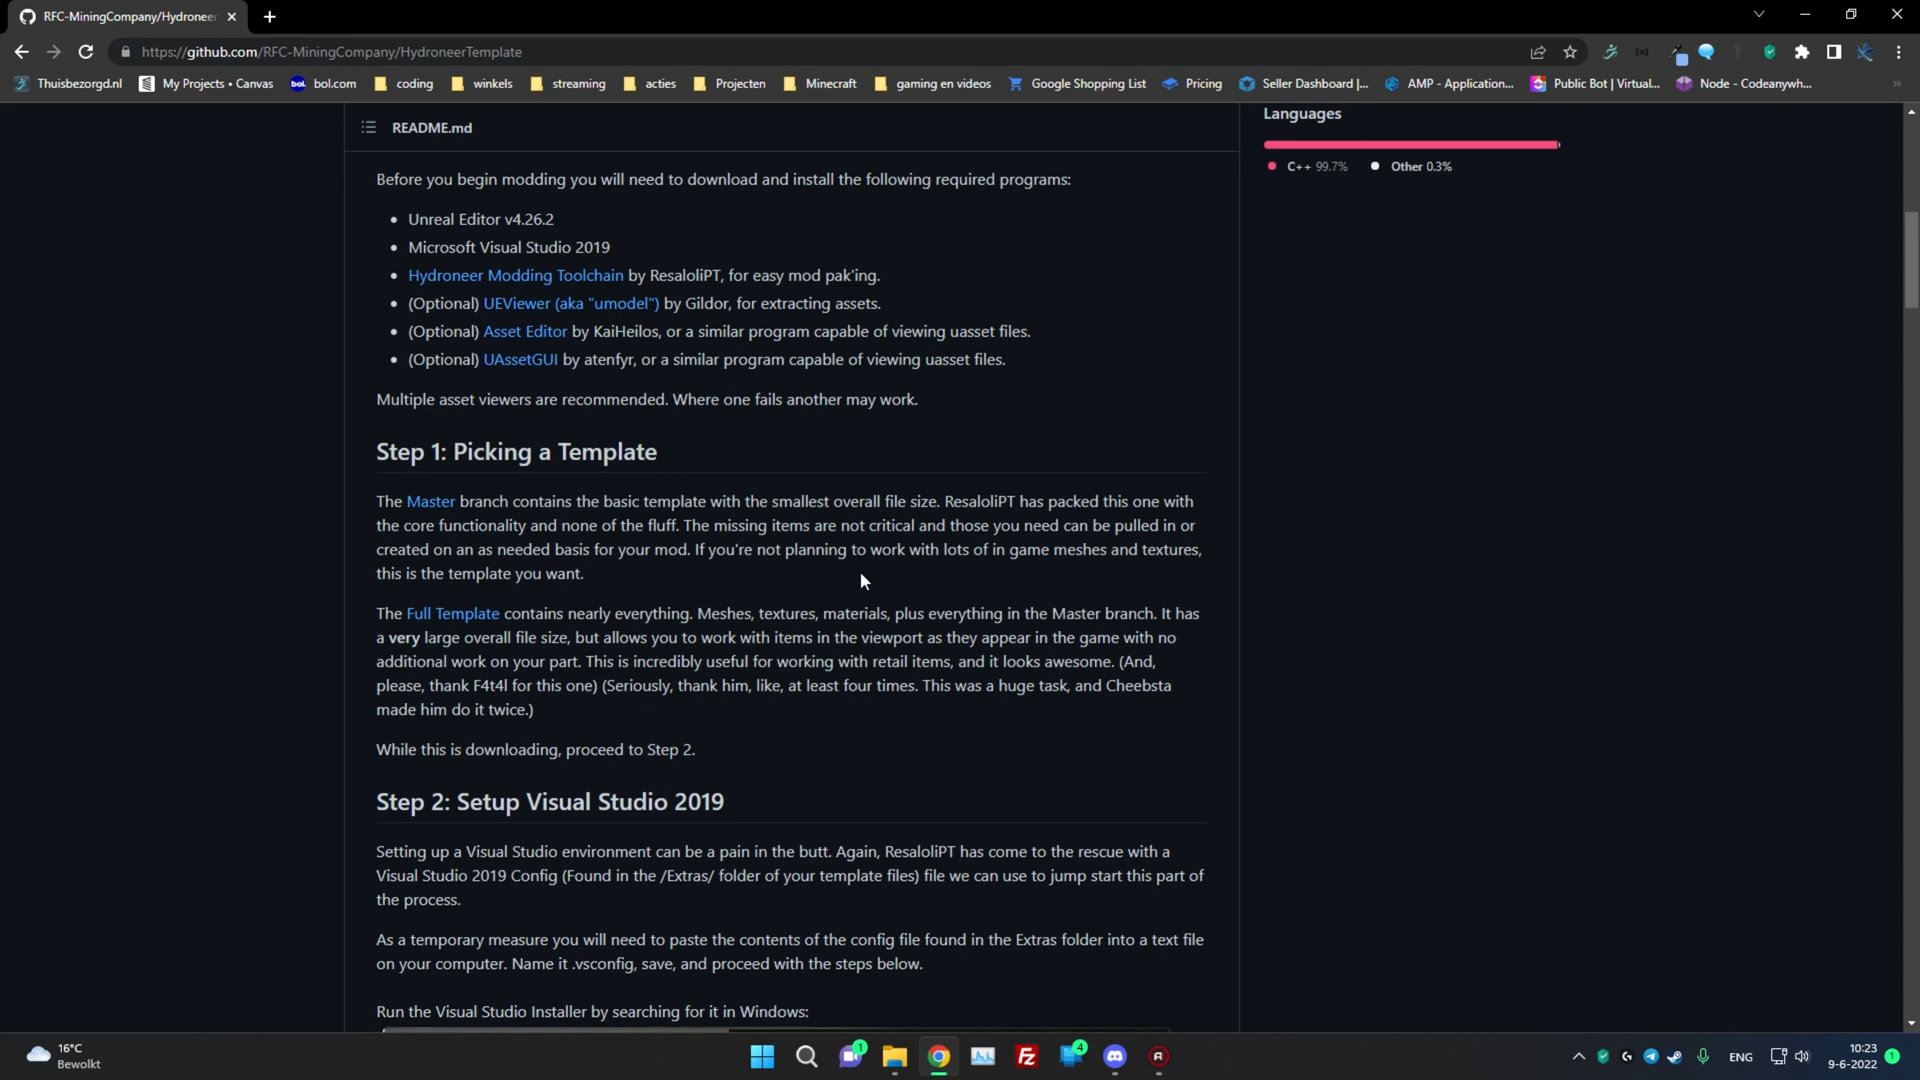 RFC-MiningCompany/Hydroneer
https://github.com/RFC-MiningCompany/HydroneerTemplate
Thuisbezorgd.nl My Projects • Canvas bol.com coding winkels streaming acties Projecten Minecraft gaming en videos Google Shopping List Pricing Seller Dashboard |... AMP - Application... Public Bot | Virtual... Node - Codeanywh... »
README.md
Languages
C++ 99.7% Other 0.3%
Before you begin modding you will need to download and install the following required programs:
• Unreal Editor v4.26.2
• Microsoft Visual Studio 2019
• Hydroneer Modding Toolchain by ResaloliPT, for easy mod pak'ing.
• (Optional) UEViewer (aka "umodel") by Gildor, for extracting assets.
• (Optional) Asset Editor by KaiHeilos, or a similar program capable of viewing uasset files.
• (Optional) UAssetGUI by atenfyr, or a similar program capable of viewing uasset files.
Multiple asset viewers are recommended. Where one fails another may work.
Step 1: Picking a Template
The Master branch contains the basic template with the smallest overall file size. ResaloliPT has packed this one with
the core functionality and none of the fluff. The missing items are not critical and those you need can be pulled in or
created on an as needed basis for your mod. If you're not planning to work with lots of in game meshes and textures,
this is the template you want.
The Full Template contains nearly everything. Meshes, textures, materials, plus everything in the Master branch. It has
a very large overall file size, but allows you to work with items in the viewport as they appear in the game with no
additional work on your part. This is incredibly useful for working with retail items, and it looks awesome. (And,
please, thank F4t4l for this one) (Seriously, thank him, like, at least four times. This was a huge task, and Cheebsta
made him do it twice.)
While this is downloading, proceed to Step 2.
Step 2: Setup Visual Studio 2019
Setting up a Visual Studio environment can be a pain in the butt. Again, ResaloliPT has come to the rescue with a
Visual Studio 2019 Config (Found in the /Extras/ folder of your template files) file we can use to jump start this part of
the process.
As a temporary measure you will need to paste the contents of the config file found in the Extras folder into a text file
on your computer. Name it .vsconfig, save, and proceed with the steps below.
Run the Visual Studio Installer by searching for it in Windows:
16°C
Bewolkt
1
Fz
4
ENG
10:23
9-6-2022
1